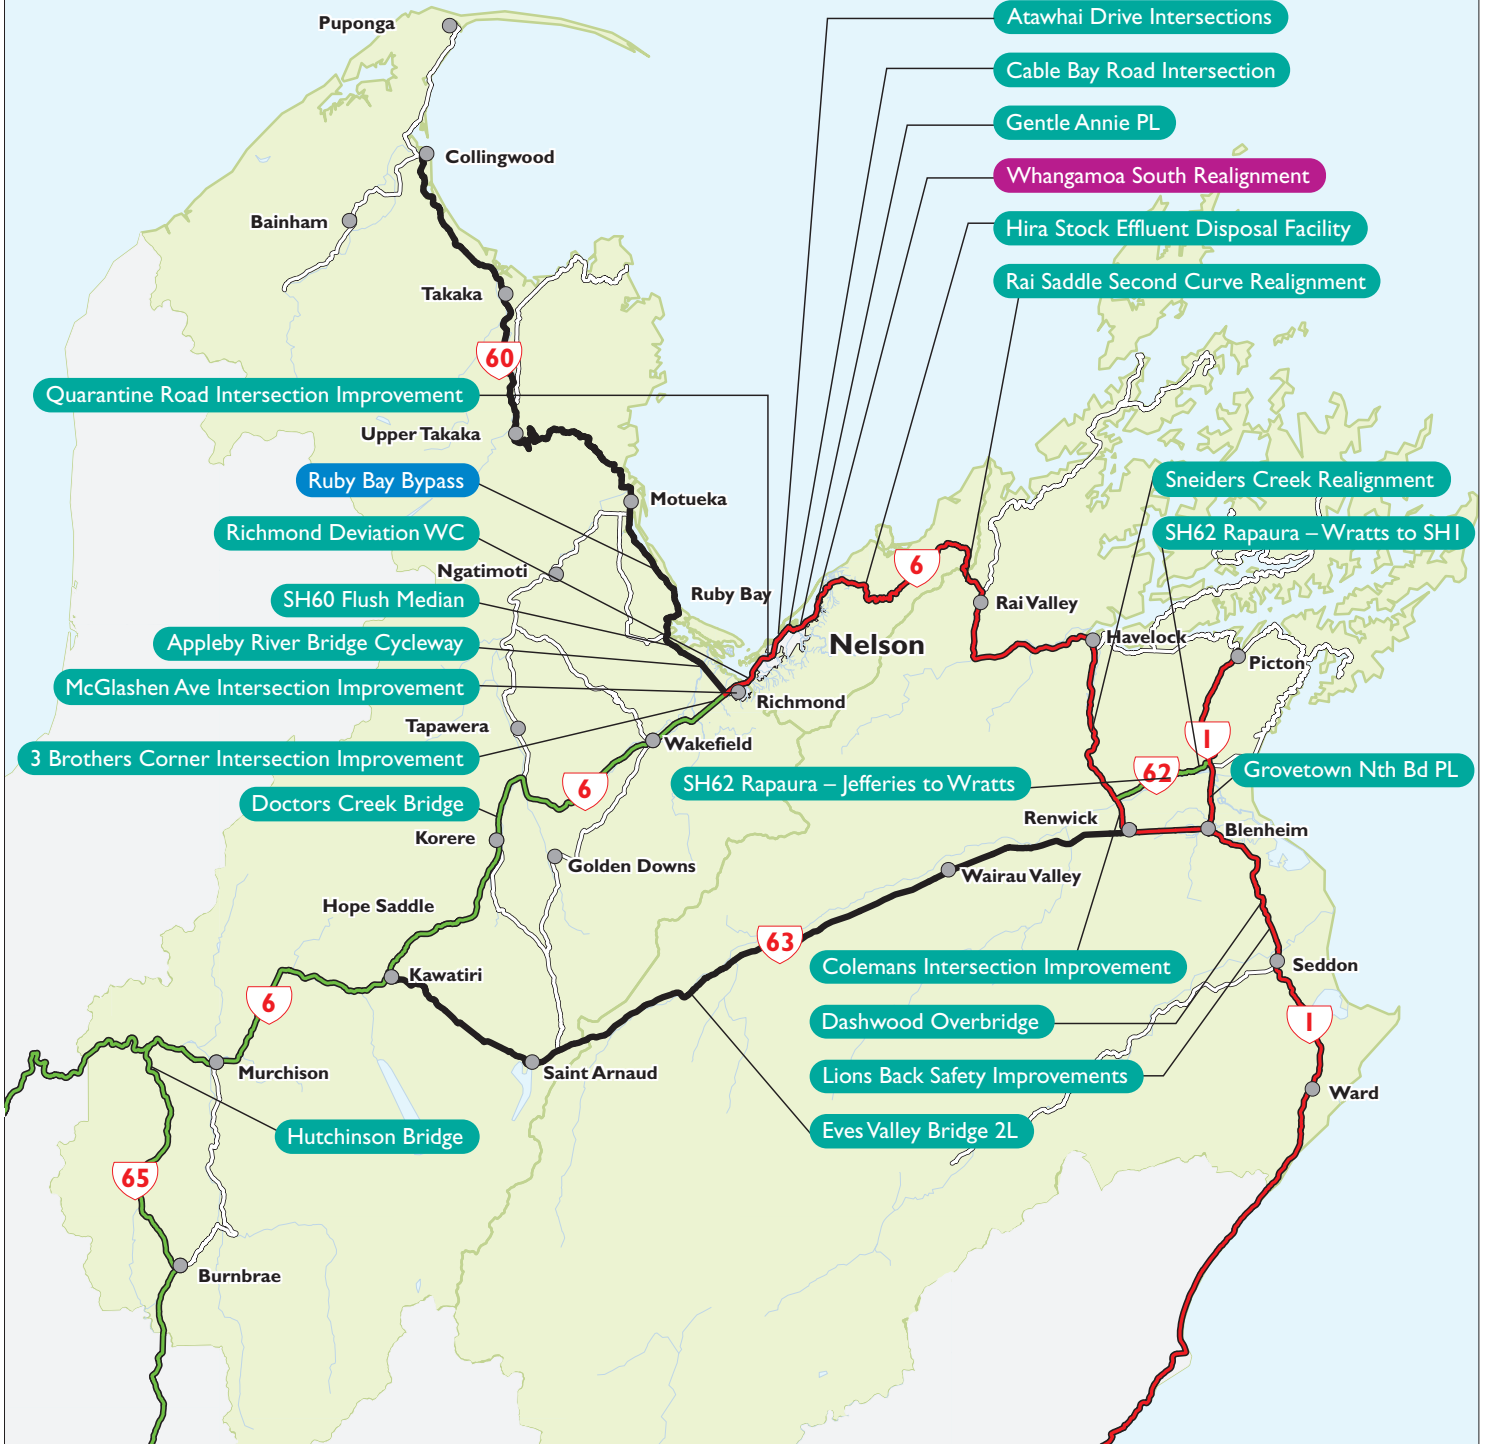 Puponga
Atawhai Drive Intersections
Cable Bay Road Intersection
Gentle Annie PL
Collingwood
Whangamoa South Realignment
Bainham
Hira Stock Effluent Disposal Facility
Rai Saddle Second Curve Realignment
Takaka
60
Quarantine Road Intersection Improvement
Upper Takaka
Ruby Bay Bypass
Sneiders Creek Realignment
Motueka
Richmond Deviation WC
SH62 Rapaura – Wratts to SH1
Ngatimoti
6
SH60 Flush Median
Ruby Bay
Rai Valley
Appleby River Bridge Cycleway
Nelson
Havelock
Picton
McGlashen Ave Intersection Improvement
Richmond
Tapawera
Wakefield
1
3 Brothers Corner Intersection Improvement
62
Grovetown Nth Bd PL
SH62 Rapaura – Jefferies to Wratts
6
Doctors Creek Bridge
Renwick
Blenheim
Korere
Golden Downs
Wairau Valley
Hope Saddle
63
Colemans Intersection Improvement
Seddon
Kawatiri
6
Dashwood Overbridge
1
Murchison
Saint Arnaud
Lions Back Safety Improvements
Ward
Hutchinson Bridge
Eves Valley Bridge 2L
65
Burnbrae